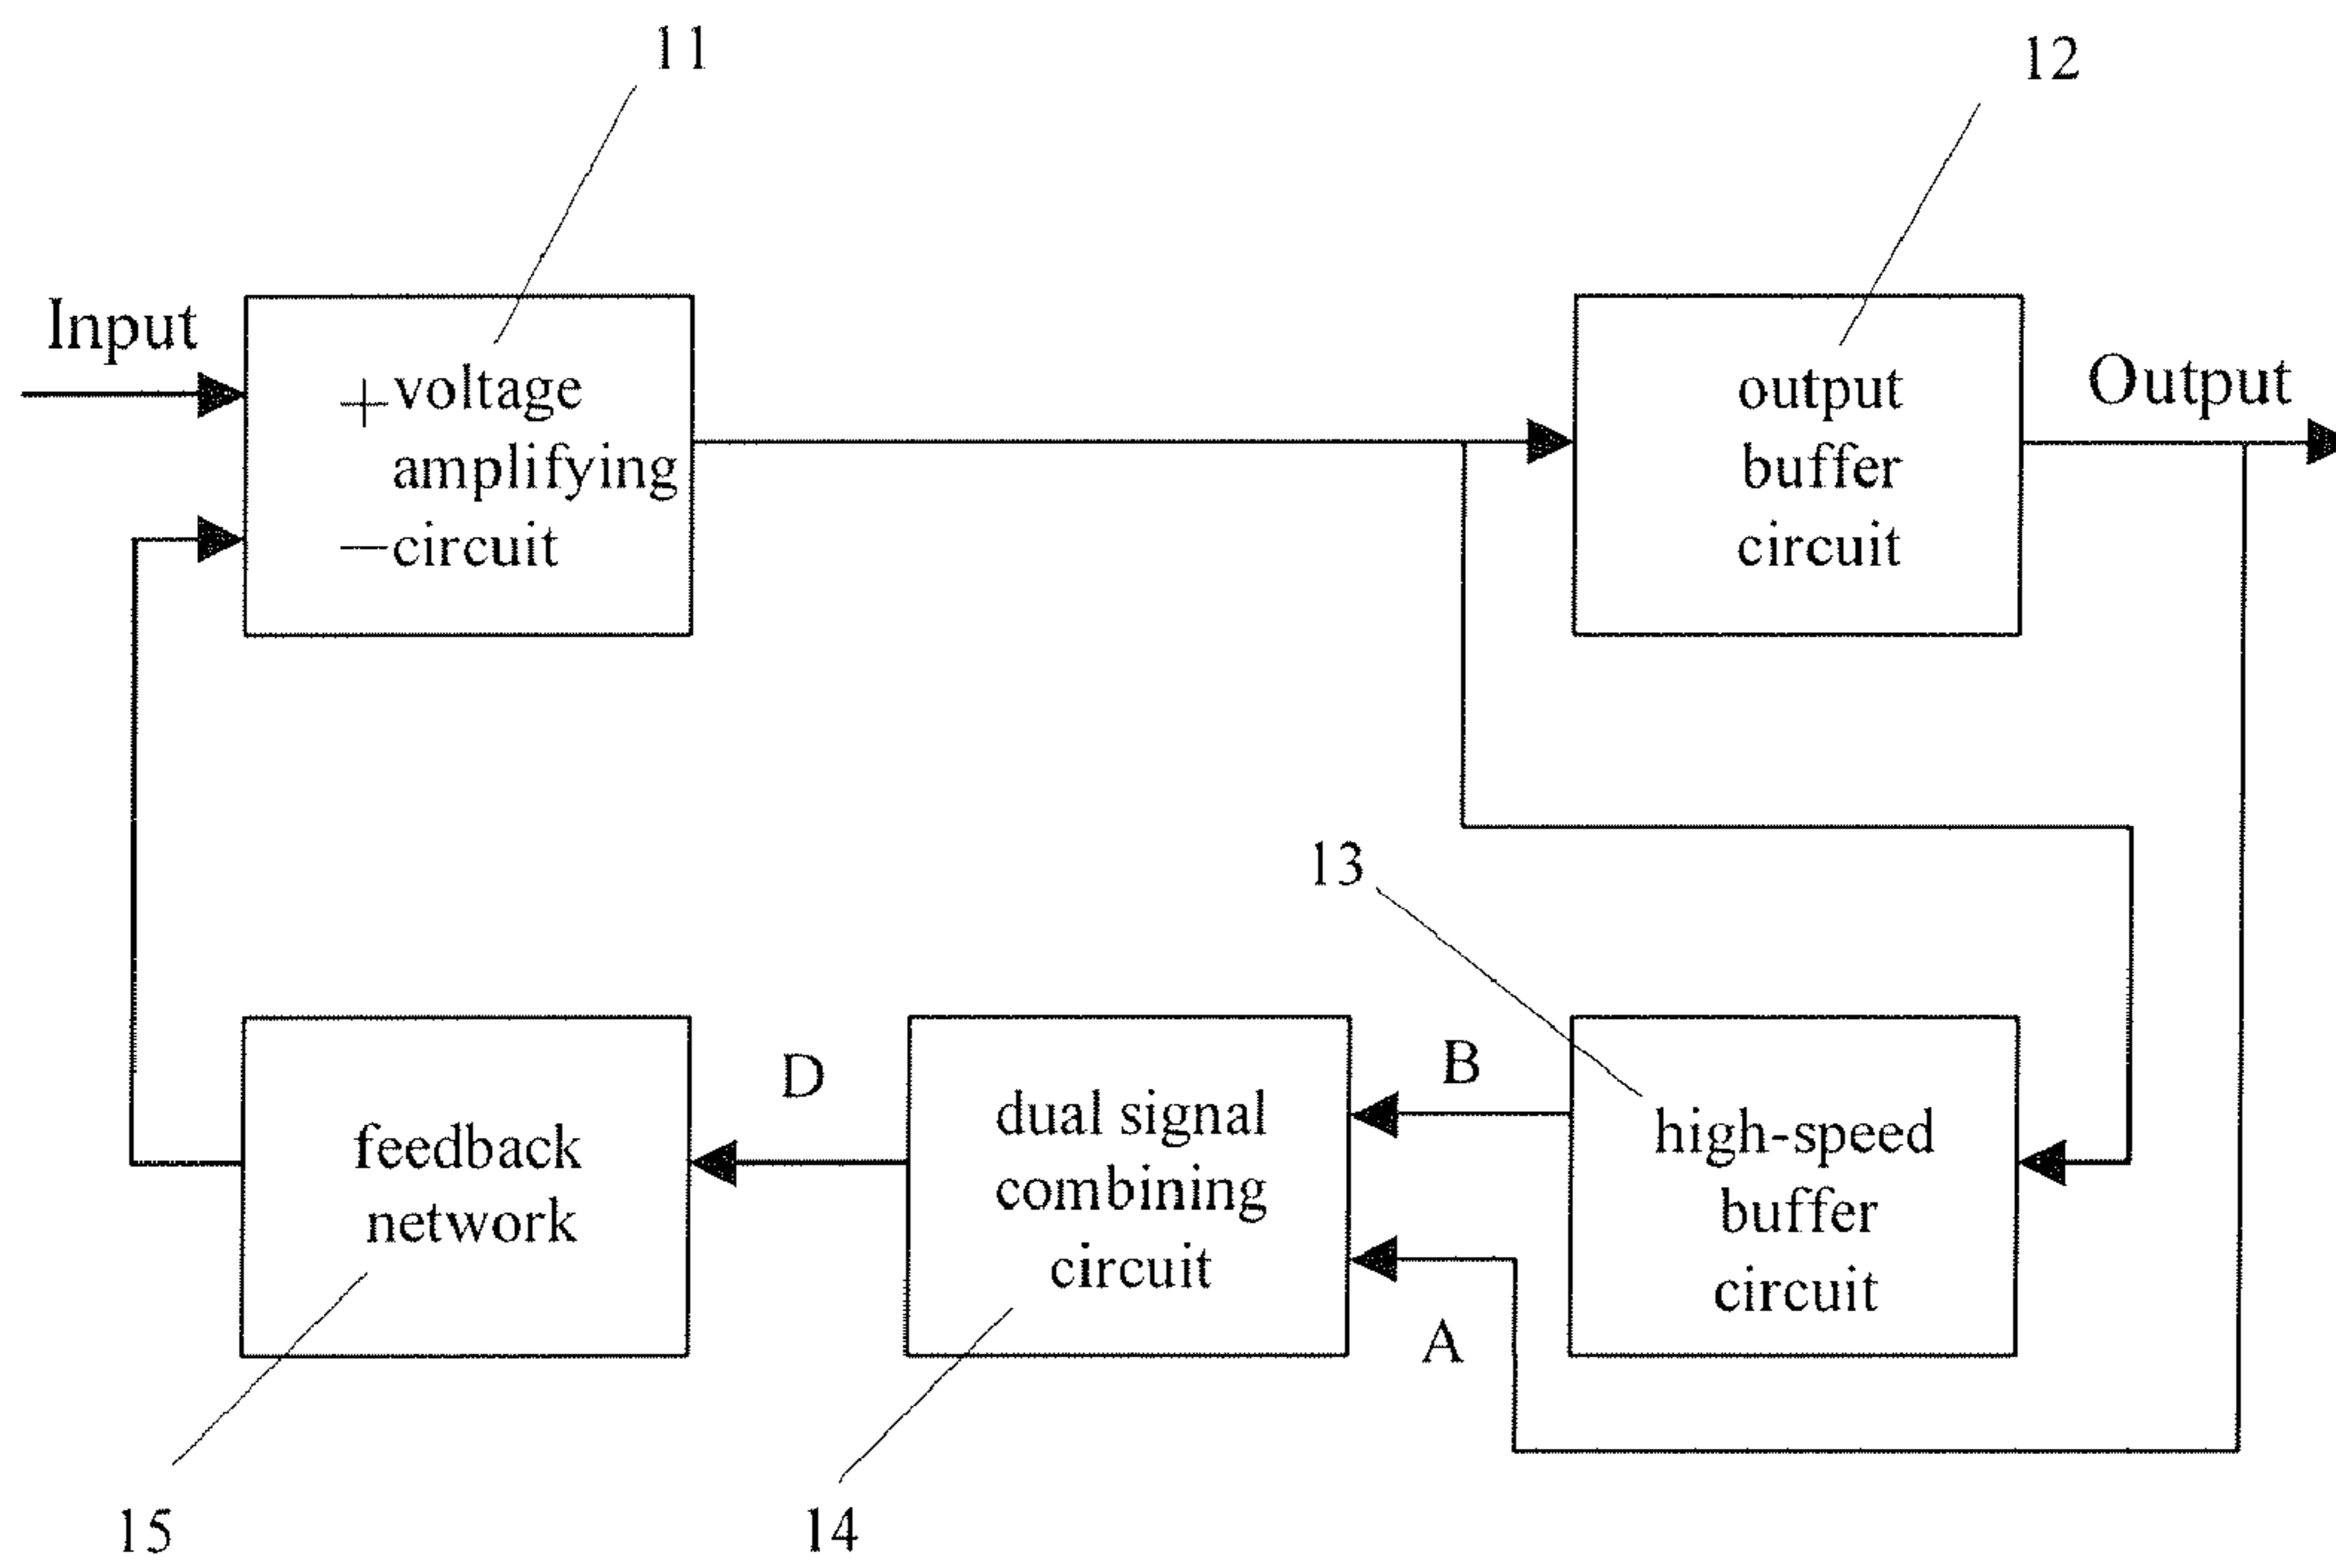 11
12
Input
+voltage
amplifying
−circuit
output
buffer
circuit
Output
13
feedback
network
D
dual signal
combining
circuit
B
A
high-speed
buffer
circuit
15
14